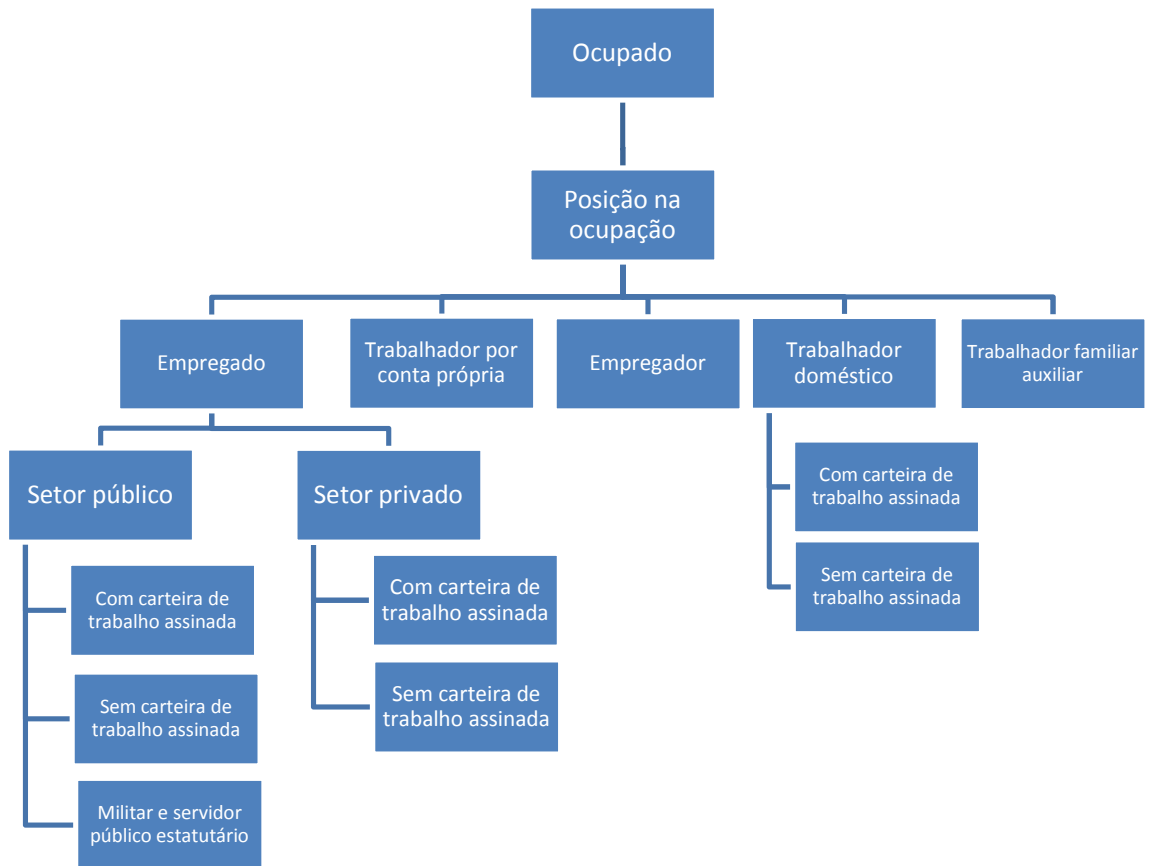 Ocupado
Posição na
ocupação
Empregado
Trabalhador por
conta própria
Empregador
Trabalhador
doméstico
Trabalhador familiar
auxiliar
Setor público
Setor privado
Com carteira de
trabalho assinada
Sem carteira de
trabalho assinada
Militar e servidor
público estatutário
Com carteira de
trabalho assinada
Sem carteira de
trabalho assinada
Com carteira de
trabalho assinada
Sem carteira de
trabalho assinada